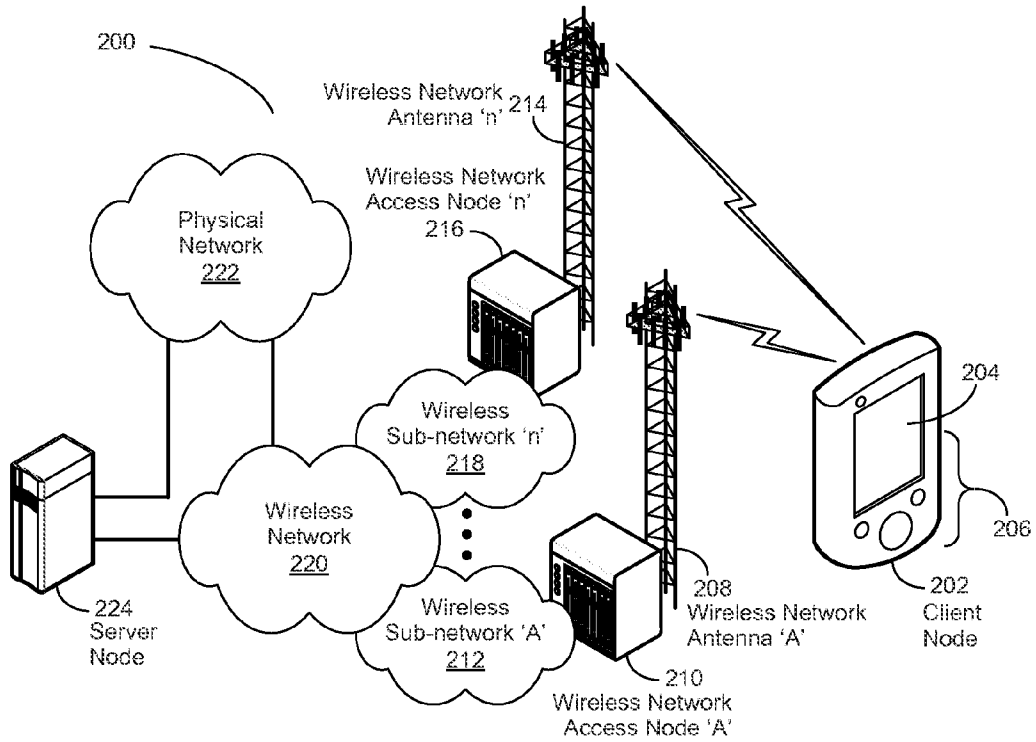 200
Wireless Network
Antenna 'n'
214
Wireless Network
Access Node 'n'
216
Physical
Network
222
204
Wireless
Sub-network 'n'
218
206
Wireless
Network
220
224
Server
Node
Wireless
Sub-network 'A'
212
208
Wireless Network
Antenna 'A'
202
Client
Node
210
Wireless Network
Access Node 'A'